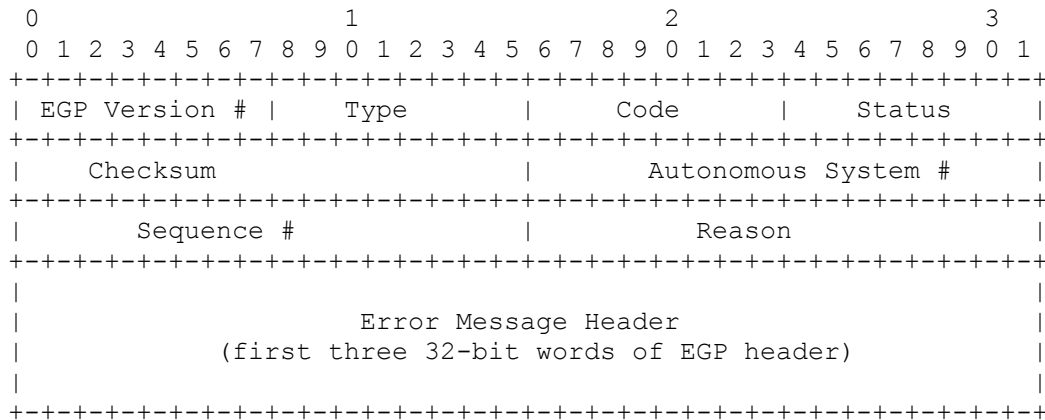 0                   1                   2                   3
 0 1 2 3 4 5 6 7 8 9 0 1 2 3 4 5 6 7 8 9 0 1 2 3 4 5 6 7 8 9 0 1
+-+-+-+-+-+-+-+-+-+-+-+-+-+-+-+-+-+-+-+-+-+-+-+-+-+-+-+-+-+-+-+-+
| EGP Version # |    Type       |     Code      |    Status     |
+-+-+-+-+-+-+-+-+-+-+-+-+-+-+-+-+-+-+-+-+-+-+-+-+-+-+-+-+-+-+-+-+
|    Checksum                   |       Autonomous System #     |
+-+-+-+-+-+-+-+-+-+-+-+-+-+-+-+-+-+-+-+-+-+-+-+-+-+-+-+-+-+-+-+-+
|       Sequence #              |          Reason               |
+-+-+-+-+-+-+-+-+-+-+-+-+-+-+-+-+-+-+-+-+-+-+-+-+-+-+-+-+-+-+-+-+
|                                                               |
|                     Error Message Header                      |
|            (first three 32-bit words of EGP header)           |
|                                                               |
+-+-+-+-+-+-+-+-+-+-+-+-+-+-+-+-+-+-+-+-+-+-+-+-+-+-+-+-+-+-+-+-+